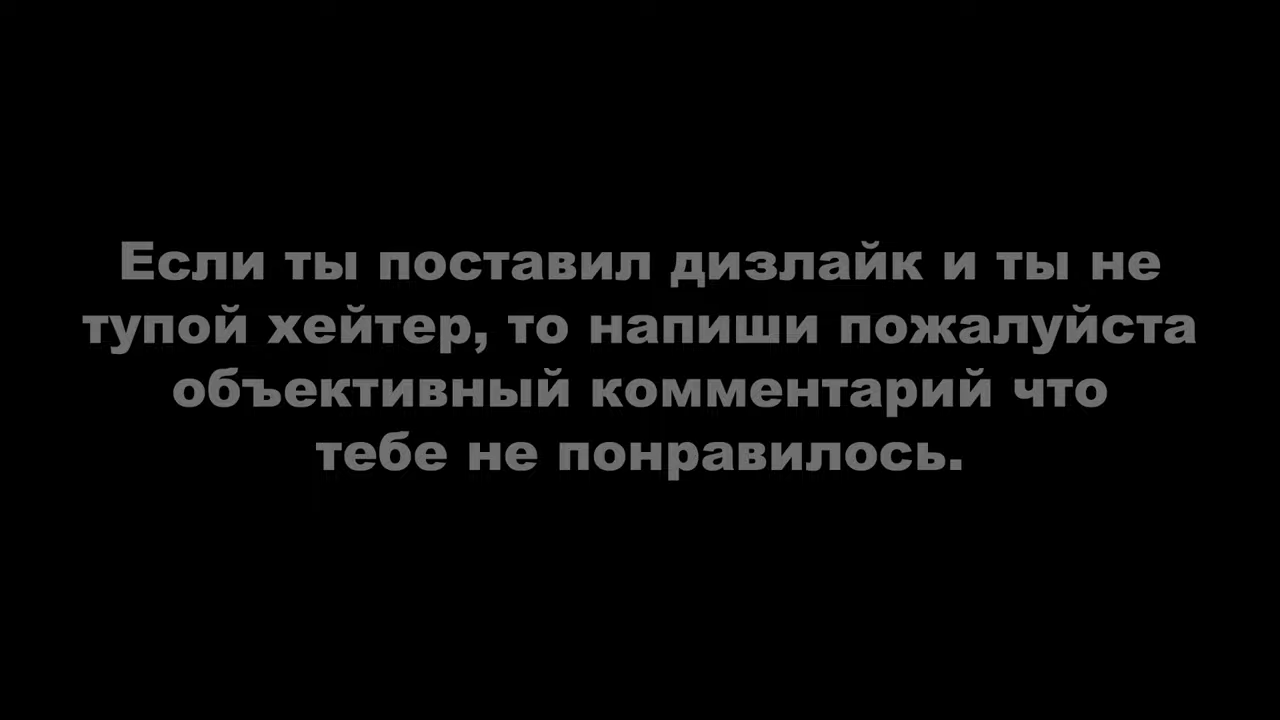 Если ты поставил дизлайк и ты не
тупой хейтер, то напиши пожалуйста
объективный комментарий что
тебе не понравилось.